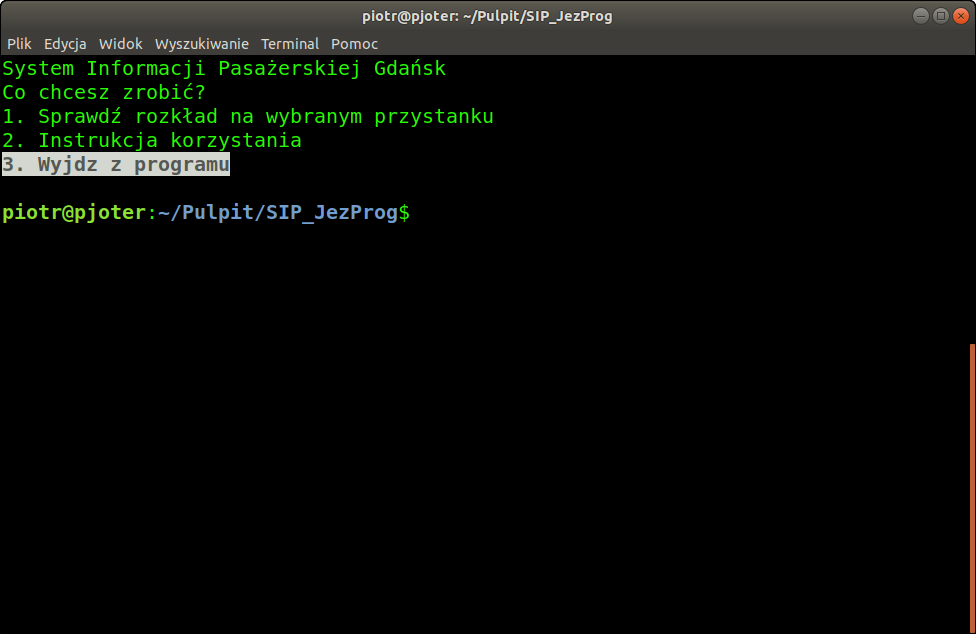 piotr@pjoter: ~/Pulpit/SIP_JezProg
Plik Edycja Widok Wyszukiwanie Terminal Pomoc
System Informacji Pasażerskiej Gdańsk
Co chcesz zrobić?
1. Sprawdź rozkład na wybranym przystanku
2. Instrukcja korzystania
3. Wyjdz z programu
piotr@pjoter:~/Pulpit/SIP_JezProg$